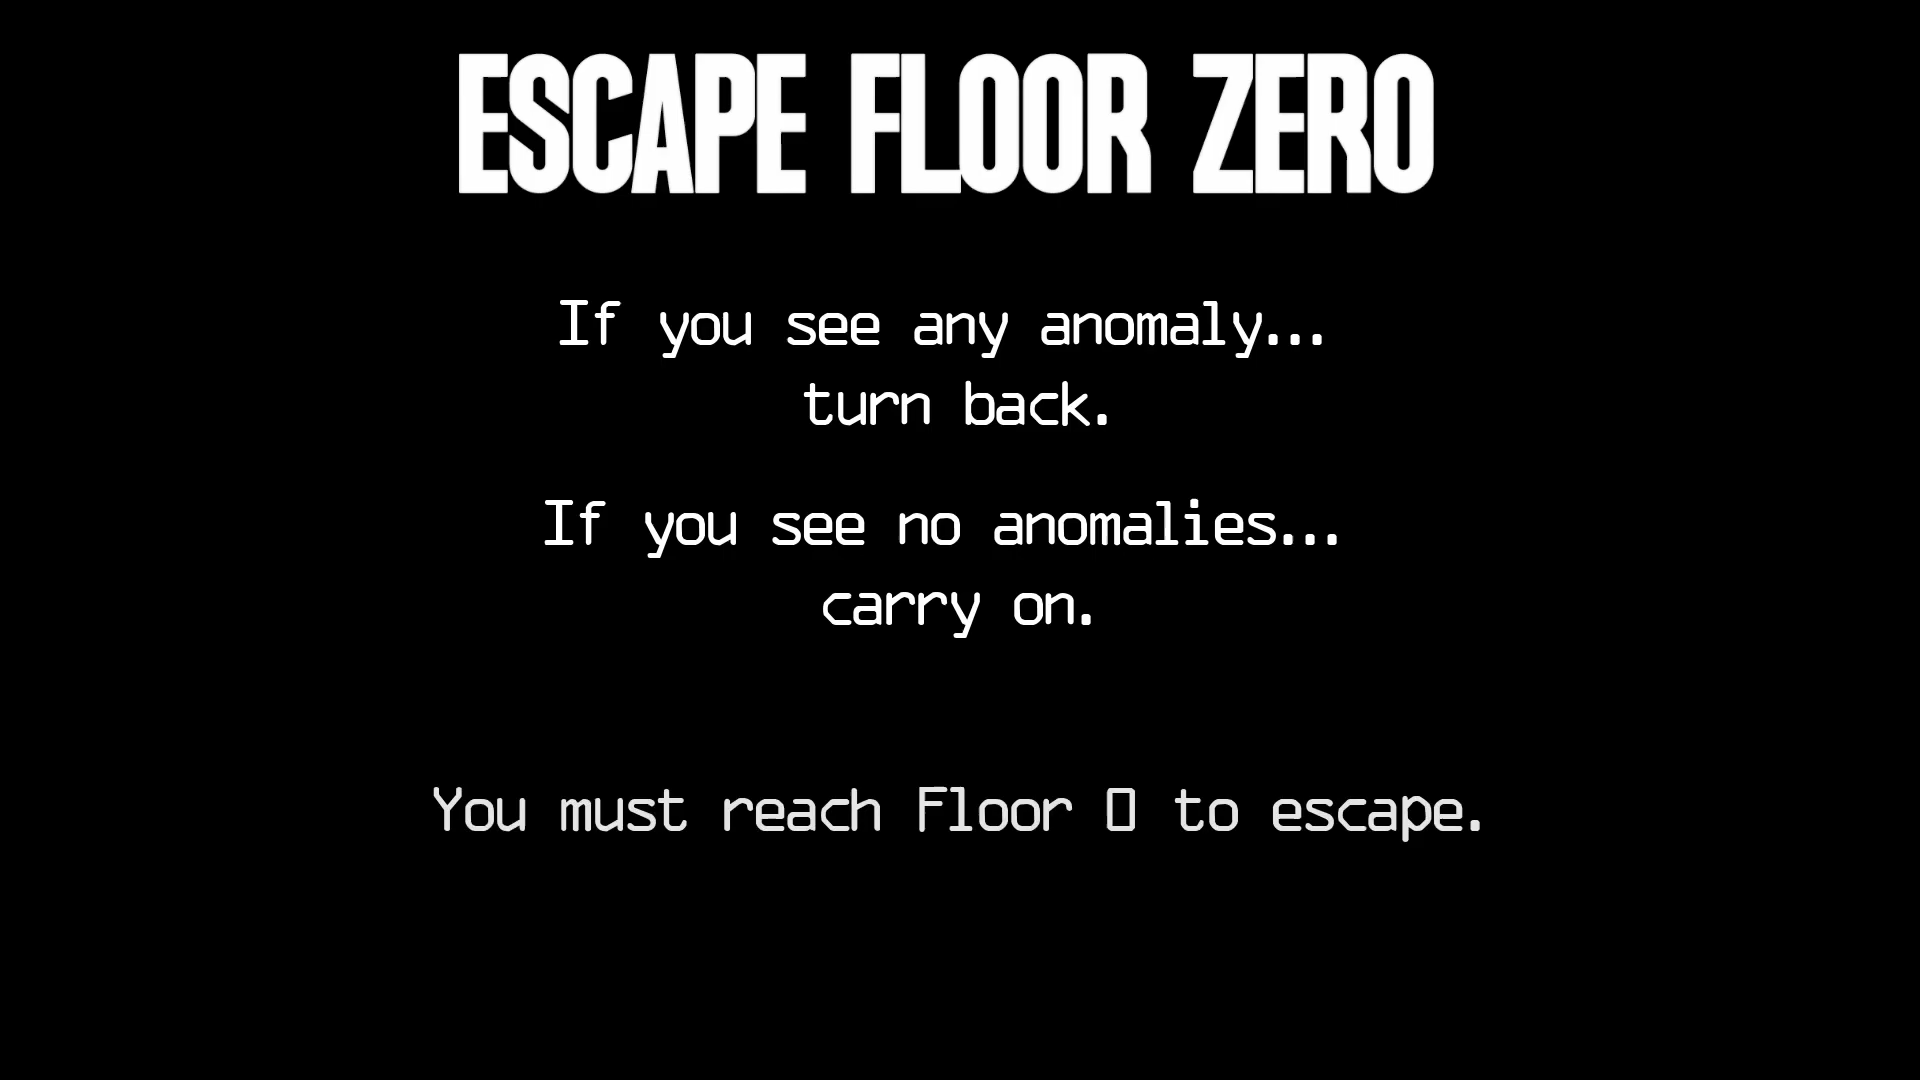 ESCAPE FLOOR ZERO
If you see any anomaly...
turn back.
If you see no anomalies...
carry on.
You must reach Floor 0 to escape.